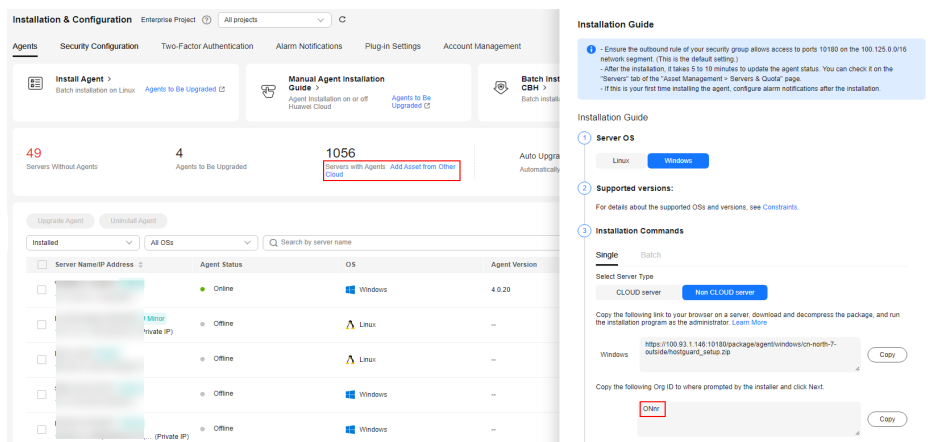 Installation & Configuration Enterprise Project ? All projects
Agents Security Configuration Two-Factor Authentication Alarm Notifications Plug-in Settings Account Management
Install Agent >
Batch installation on Linux Agents to Be Upgraded
Manual Agent Installation
Guide >
Agent Installation on or off
Huawei Cloud
Agents to Be
Upgraded
Batch Inst
CBH >
Batch installa
49
Servers Without Agents
4
Agents to Be Upgraded
1056
Servers with Agents Add Asset from Other
Cloud
Auto Upgra
Automatically
Upgrade Agent Uninstall Agent
Installed All OSs Search by server name
Server Name/IP Address Agent Status OS Agent Version
Online Windows 4.0.20
Minor
Private IP) Offline Linux --
Offline Linux --
Offline Windows --
... (Private IP) Offline Windows --
Installation Guide
- Ensure the outbound rule of your security group allows access to ports 10180 on the 100.125.0.0/16
network segment. (This is the default setting.)
- After the installation, it takes 5 to 10 minutes to update the agent status. You can check it on the
"Servers" tab of the "Asset Management > Servers & Quota" page.
- If this is your first time installing the agent, configure alarm notifications after the installation.
Installation Guide
1 Server OS
Linux Windows
2 Supported versions:
For details about the supported OSs and versions, see Constraints.
3 Installation Commands
Single Batch
Select Server Type
CLOUD server Non CLOUD server
Copy the following link to your browser on a server, download and decompress the package, and run
the installation program as the administrator. Learn More
Windows
https://100.93.1.146:10180/package/agent/windows/cn-north-7-
outside/hostguard_setup.zip
Copy
Copy the following Org ID to where prompted by the installer and click Next.
ONnr
Copy